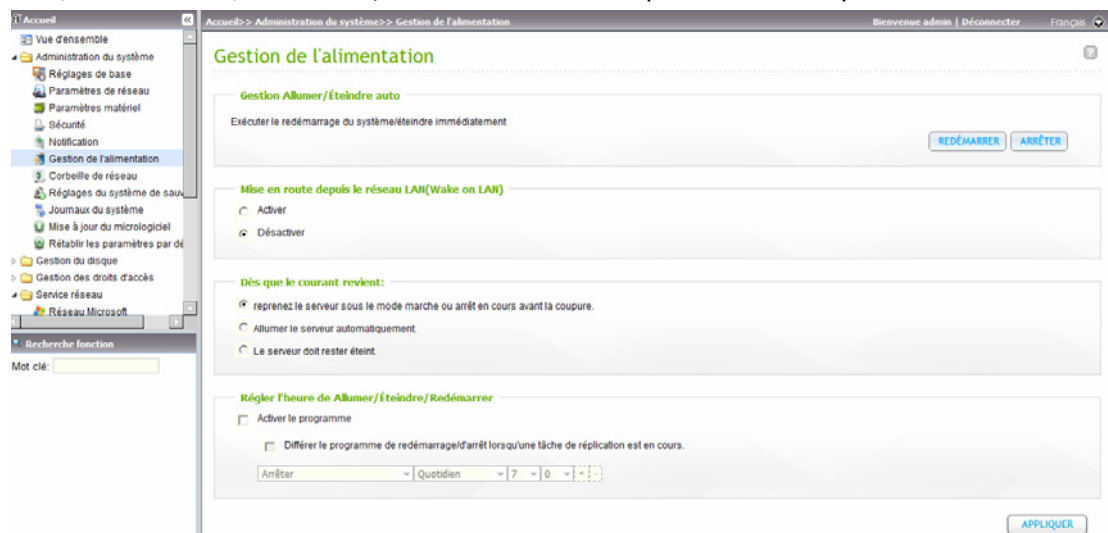 Accueil
Accueil>> Administration du système>> Gestion de l'alimentation
Bienvenue admin | Déconnecter
Français
Vue d'ensemble
Administration du système
Réglages de base
Paramètres de réseau
Paramètres matériel
Sécurité
Notification
Gestion de l'alimentation
Corbeille de réseau
Réglages du système de sauv
Journaux du système
Mise à jour du micrologiciel
Rétablir les paramètres par dé
Gestion du disque
Gestion des droits d'accès
Service réseau
Réseau Microsoft
Recherche fonction
Mot clé:
Gestion de l'alimentation
Gestion Allumer/Éteindre auto
Exécuter le redémarrage du système/éteindre immédiatement
REDÉMARRER
ARRÊTER
Mise en route depuis le réseau LAN(Wake on LAN)
Activer
Désactiver
Dès que le courant revient:
reprenez le serveur sous le mode marche ou arrêt en cours avant la coupure.
Allumer le serveur automatiquement.
Le serveur doit rester éteint.
Régler l'heure de Allumer/Éteindre/Redémarrer
Activer le programme
Différer le programme de redémarrage/d'arrêt lorsqu'une tâche de réplication est en cours.
Arrêter Quotidien 7 0 + -
APPLIQUER